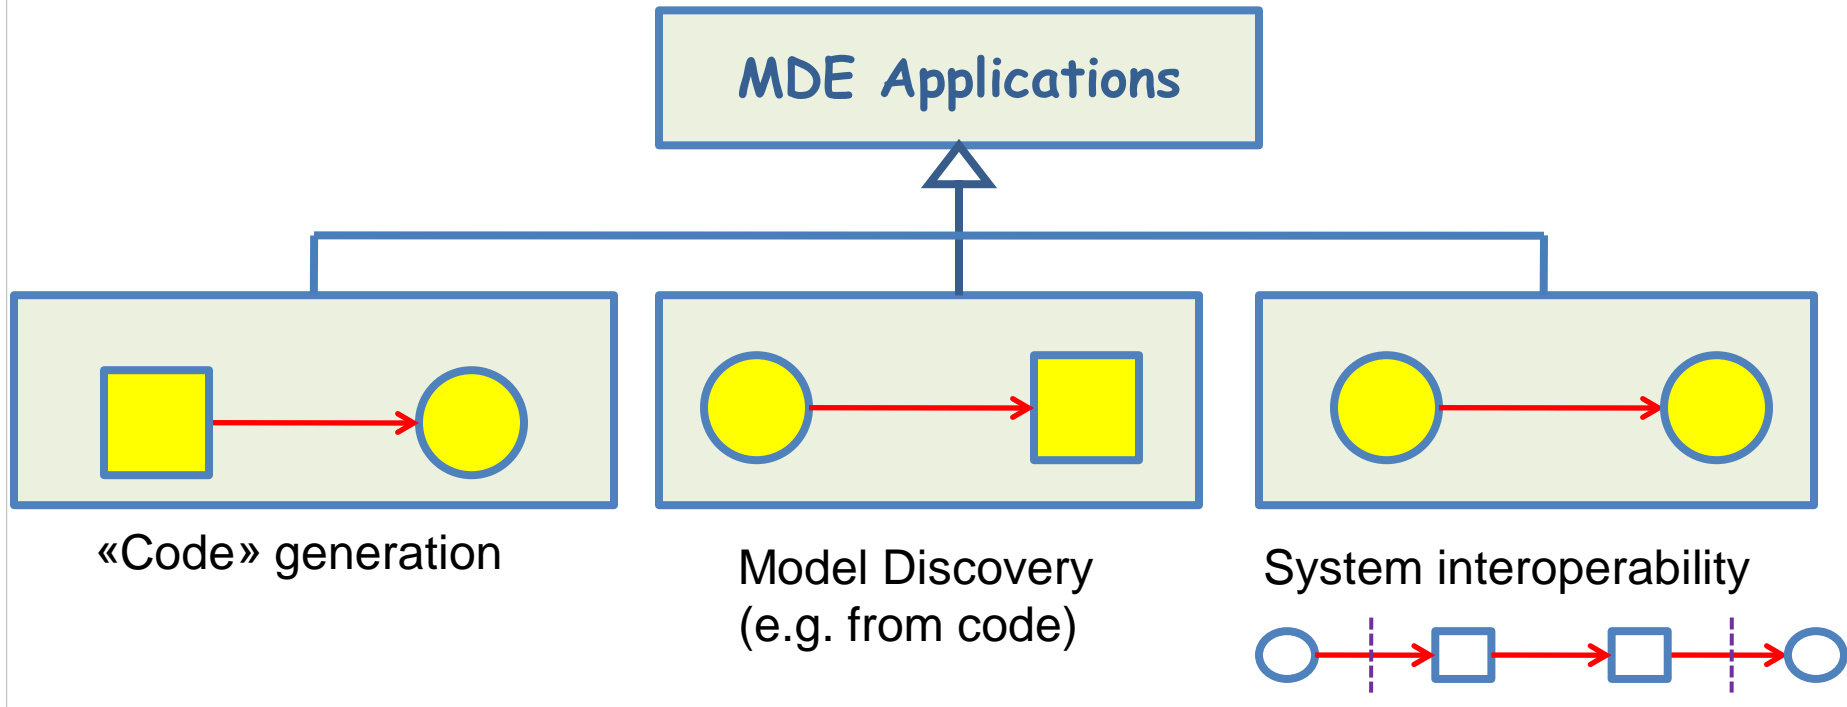 MDE Applications
«Code» generation
Model Discovery
(e.g. from code)
System interoperability